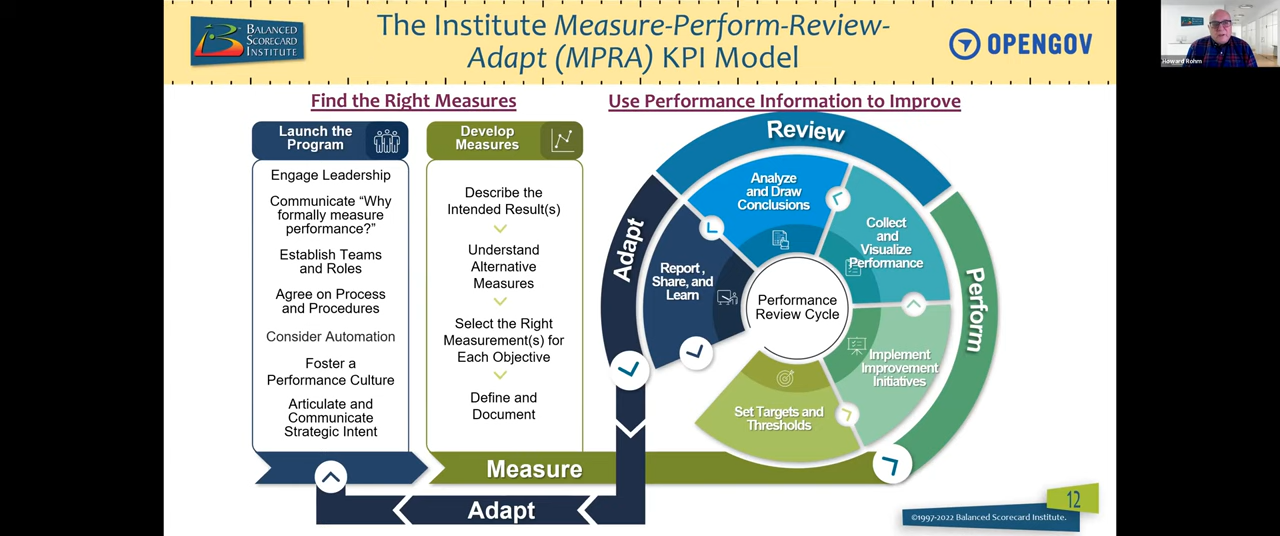 BALANCED
SCORECARD
INSTITUTE
The Institute Measure-Perform-Review-
Adapt (MPRA) KPI Model
OPENGOV
Howard Rohm
Find the Right Measures
Use Performance Information to Improve
Launch the
Program
Engage Leadership
Communicate “Why
formally measure
performance?”
Establish Teams
and Roles
Agree on Process
and Procedures
Consider Automation
Foster a
Performance Culture
Articulate and
Communicate
Strategic Intent
Develop
Measures
Describe the
Intended Result(s)
Understand
Alternative
Measures
Select the Right
Measurement(s) for
Each Objective
Define and
Document
Measure
Adapt
Adapt
Review
Perform
Performance
Review Cycle
Set Targets and
Thresholds
Implement
Improvement
Initiatives
Collect
and
Visualize
Performance
Analyze
and Draw
Conclusions
Report,
Share, and
Learn
12
©1997-2022 Balanced Scorecard Institute.